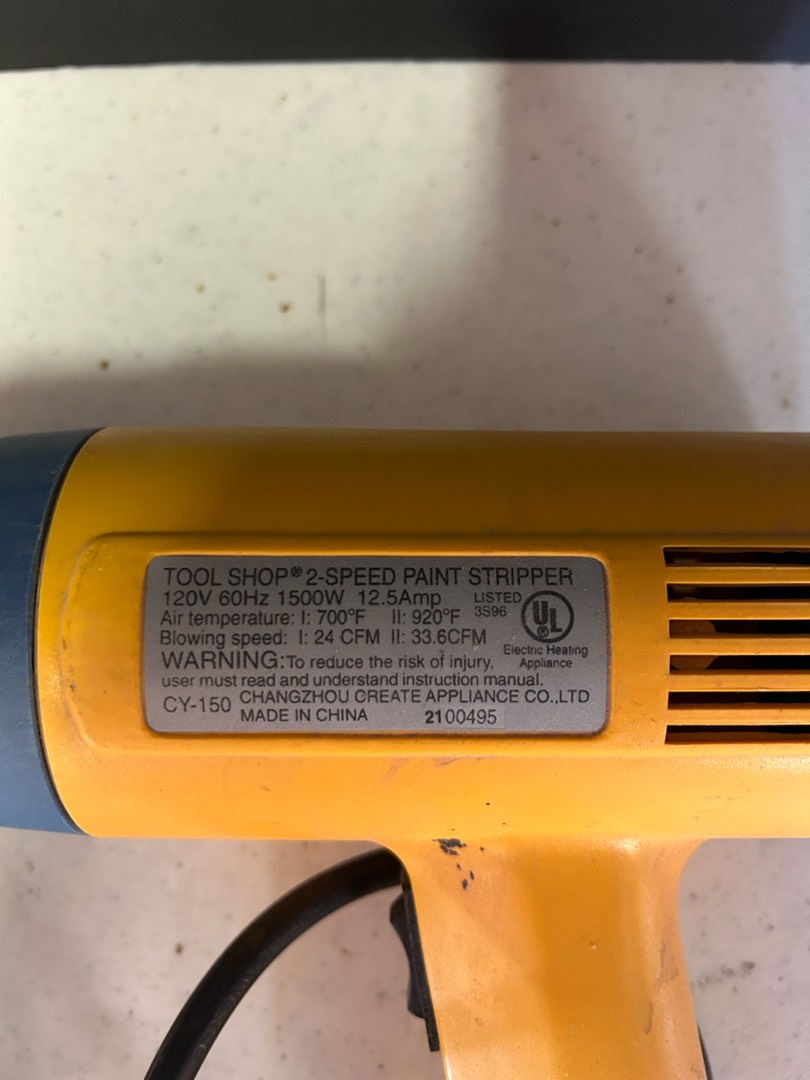 TOOL SHOP® 2-SPEED PAINT STRIPPER
120V 60Hz 1500W 12.5Amp
LISTED
3S96
UL®
Air temperature: I: 700°F II: 920°F
Blowing speed: I: 24 CFM II: 33.6CFM
Electric Heating
Appliance
WARNING:To reduce the risk of injury,
user must read and understand instruction manual.
CY-150 CHANGZHOU CREATE APPLIANCE CO.,LTD
MADE IN CHINA 2100495